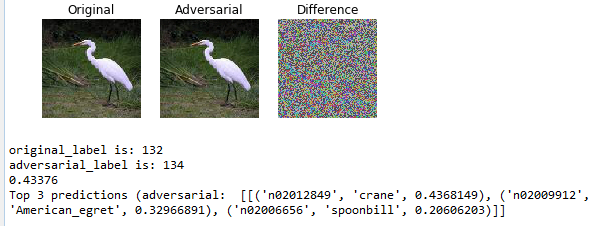 Original Adversarial Difference
original_label is: 132
adversarial_label is: 134
0.43376
Top 3 predictions (adversarial:  [[('n02012849', 'crane', 0.4368149), ('n02009912',
'American_egret', 0.32966891), ('n02006656', 'spoonbill', 0.20606203)]]